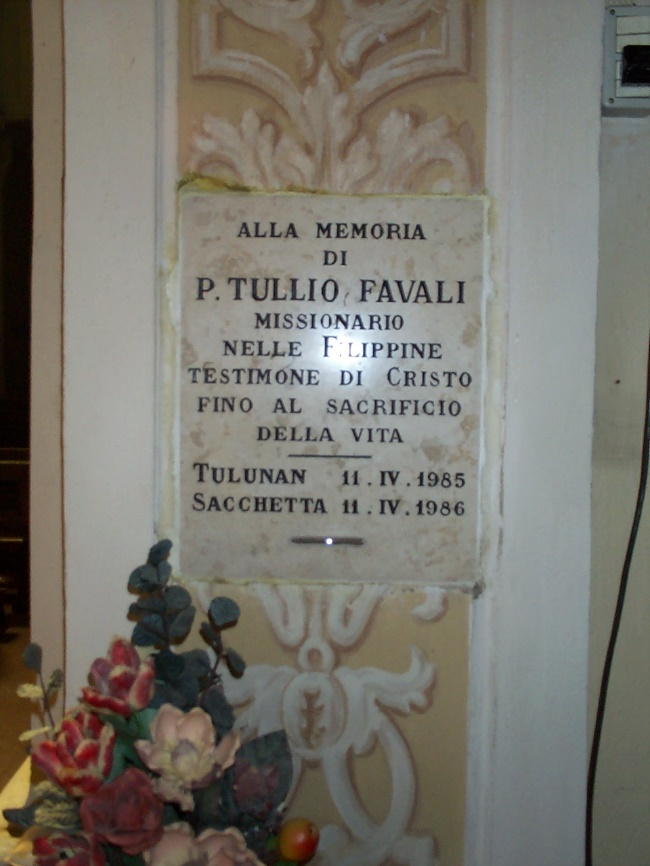 ALLA MEMORIA
DI
P. TULLIO FAVALI
MISSIONARIO
NELLE FILIPPINE
TESTIMONE DI CRISTO
FINO AL SACRIFICIO
DELLA VITA
TULUNAN 11.IV.1985
SACCHETTA 11.IV.1986